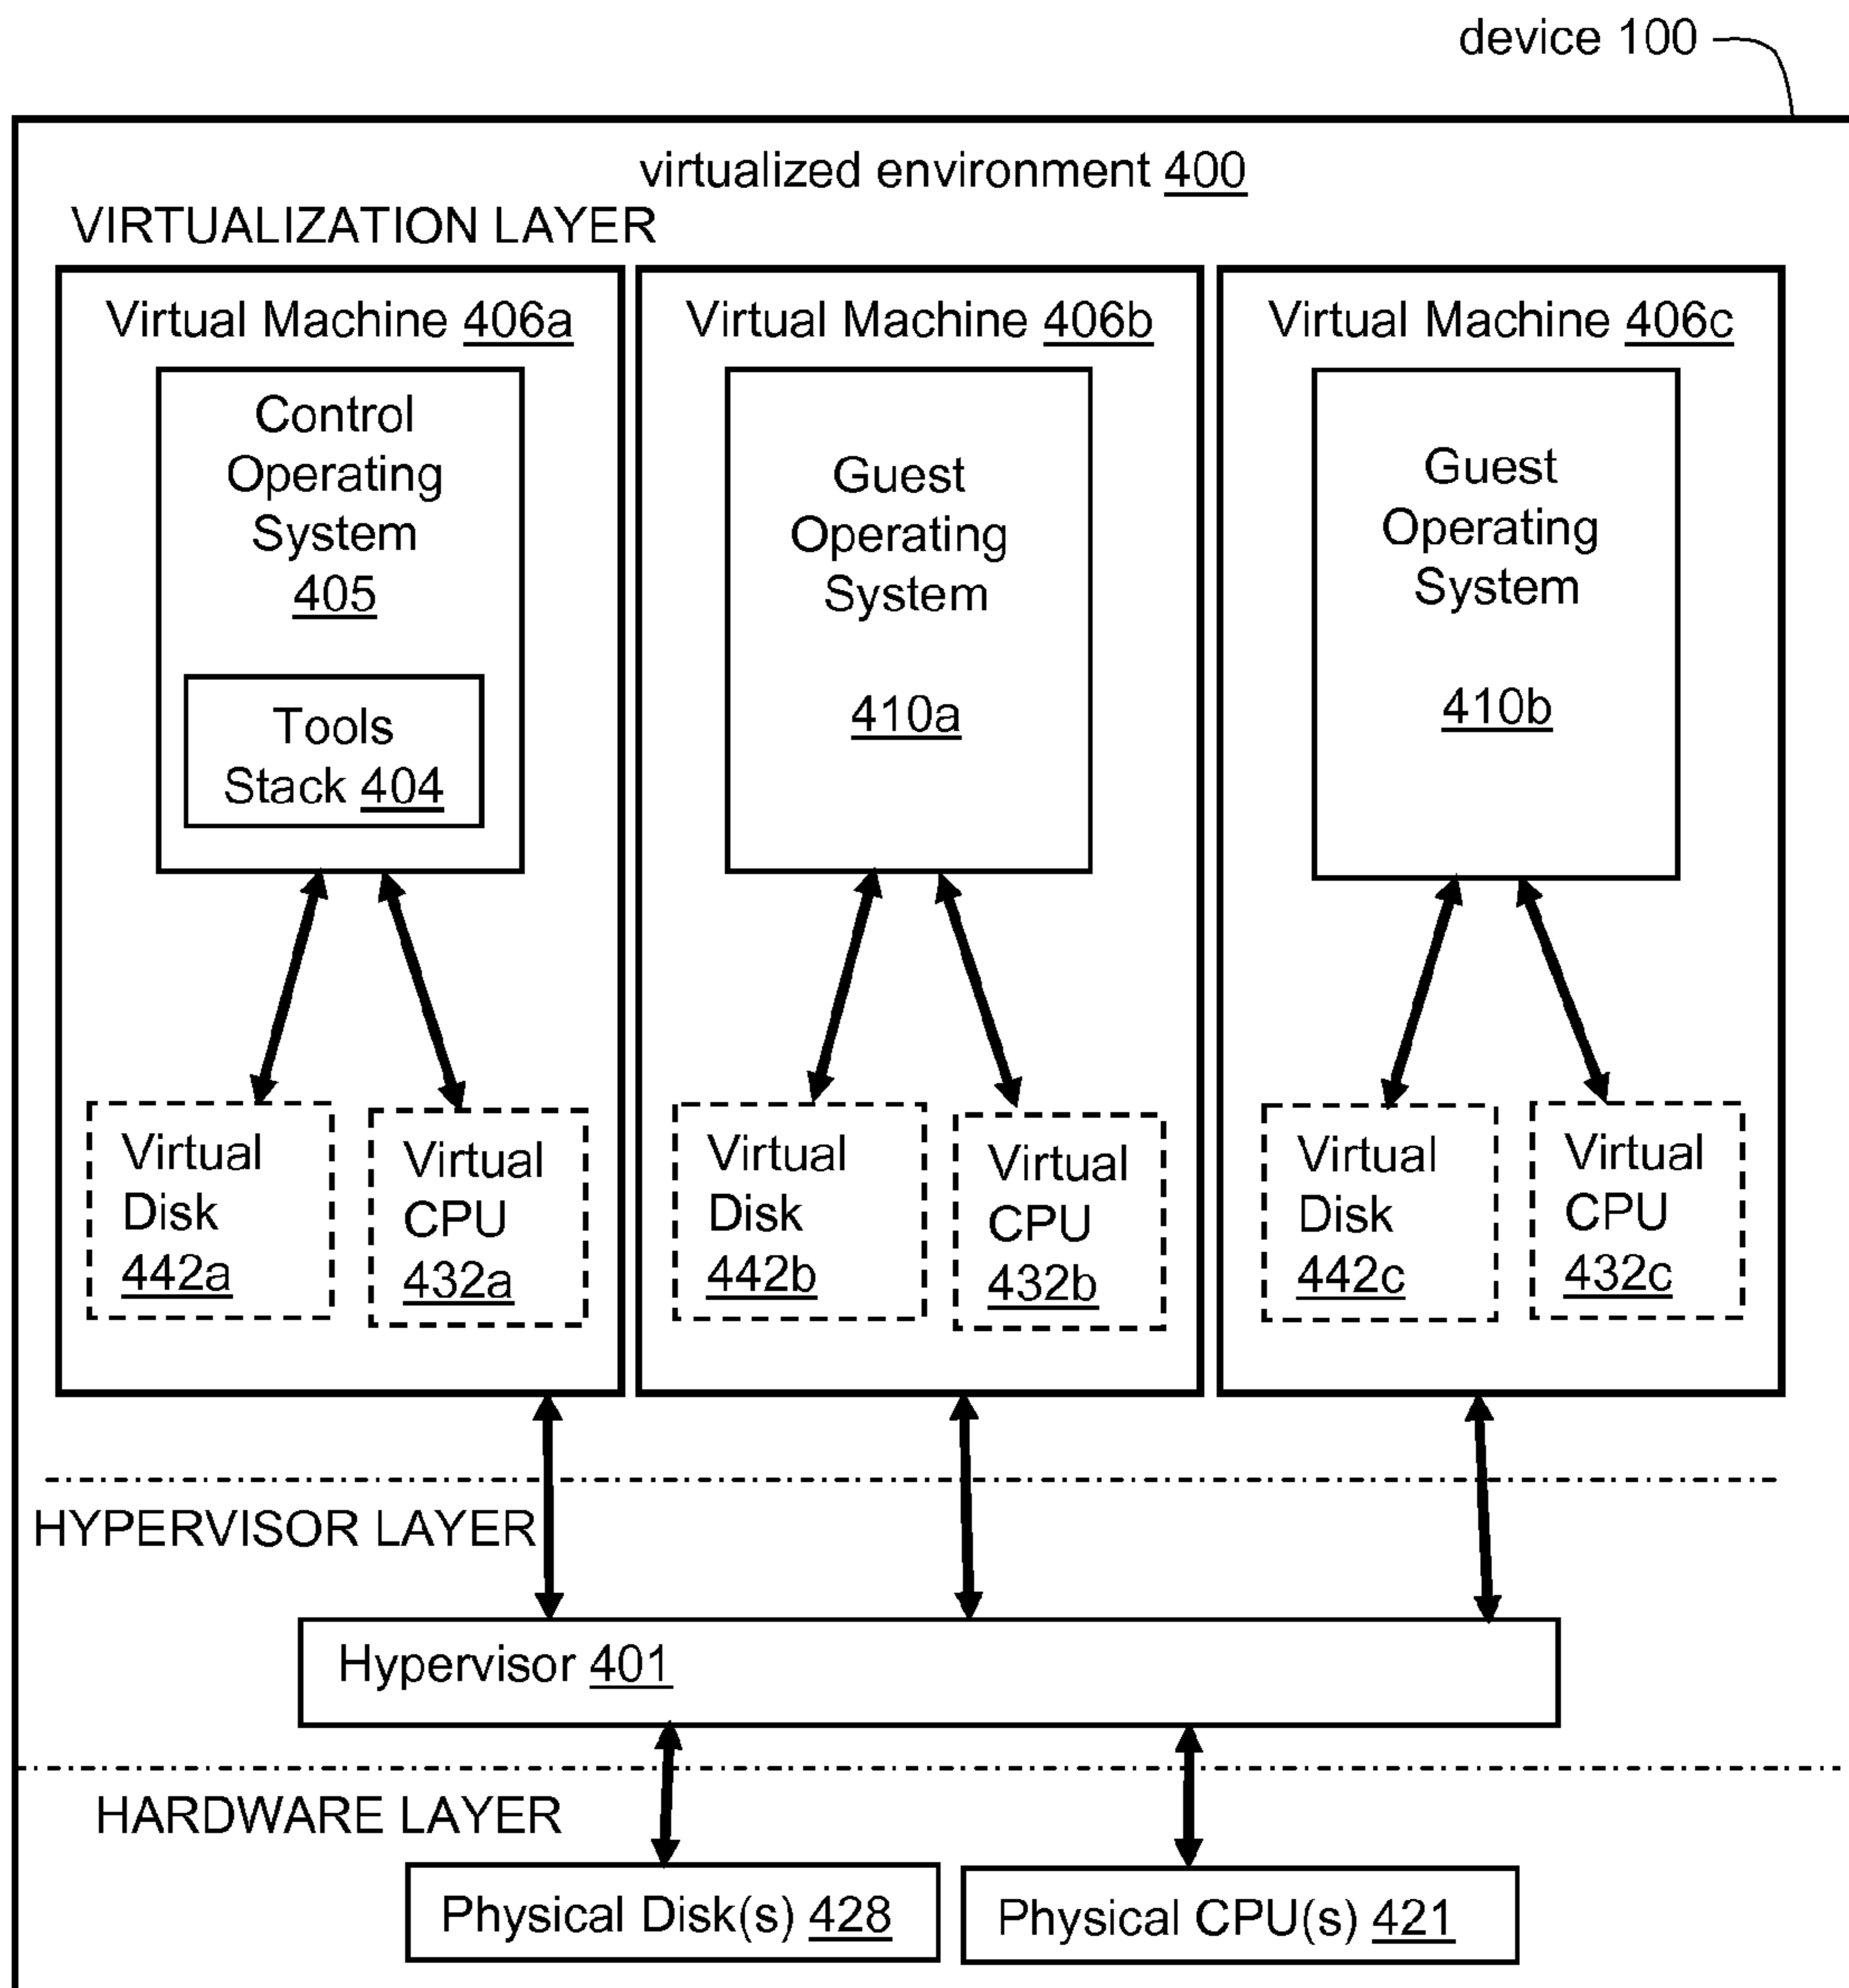 device 100
virtualized environment 400
VIRTUALIZATION LAYER
Virtual Machine 406a
Control
Operating
System
405
Tools
Stack 404
Virtual
Disk
442a
Virtual
CPU
432a
Virtual Machine 406b
Guest
Operating
System
410a
Virtual
Disk
442b
Virtual
CPU
432b
Virtual Machine 406c
Guest
Operating
System
410b
Virtual
Disk
442c
Virtual
CPU
432c
HYPERVISOR LAYER
Hypervisor 401
HARDWARE LAYER
Physical Disk(s) 428
Physical CPU(s) 421